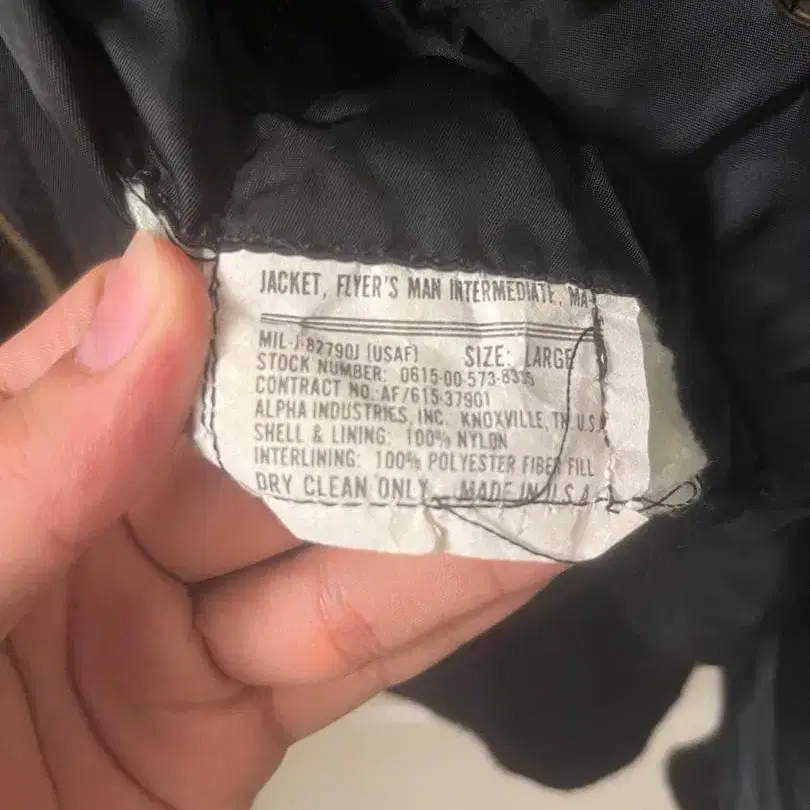 JACKET, FLYER'S MAN INTERMEDIATE, MA-
MIL-J-82790J (USAF) SIZE: LARGE
STOCK NUMBER: 0615-00-573-8335
CONTRACT NO.:AF/615-37901
ALPHA INDUSTRIES, INC. KNOXVILLE, TN U.S.A
SHELL & LINING: 100% NYLON
INTERLINING: 100% POLYESTER FIBER FILL
DRY CLEAN ONLY MADE IN U.S.A